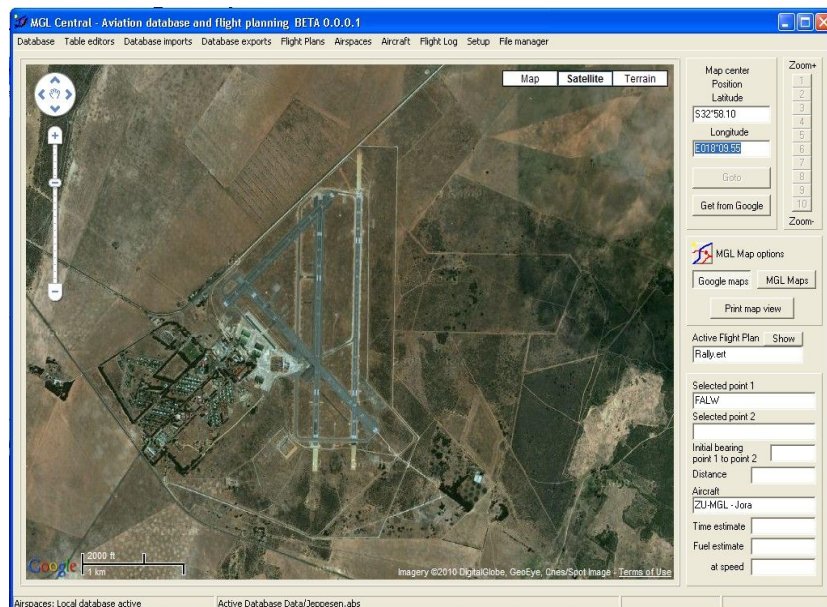 MGL Central - Aviation database and flight planning BETA 0.0.0.1
Database Table editors Database imports Database exports Flight Plans Airspaces Aircraft Flight Log Setup File manager
Map Satellite Terrain
2000 ft
1 km
Google
Imagery ©2010 DigitalGlobe, GeoEye, Cnes/Spot Image - Terms of Use
Map center
Position
Latitude
S32*58.10
Longitude
E018*09.55
Goto
Get from Google
Zoom+
1
2
3
4
5
6
7
8
9
10
Zoom-
MGL Map options
Google maps MGL Maps
Print map view
Active Flight Plan Show
Rally.ert
Selected point 1
FALW
Selected point 2
Initial bearing
point 1 to point 2
Distance
Aircraft
ZU-MGL - Jora
Time estimate
Fuel estimate
at speed
Airspaces: Local database active Active Database Data/Jeppesen.abs